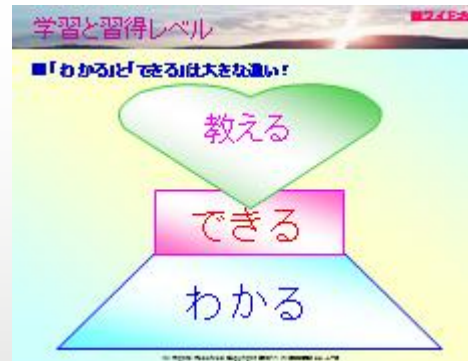 学習と習得レベル
■「わかる」と「できる」は大きな違い!
教える
できる
わかる